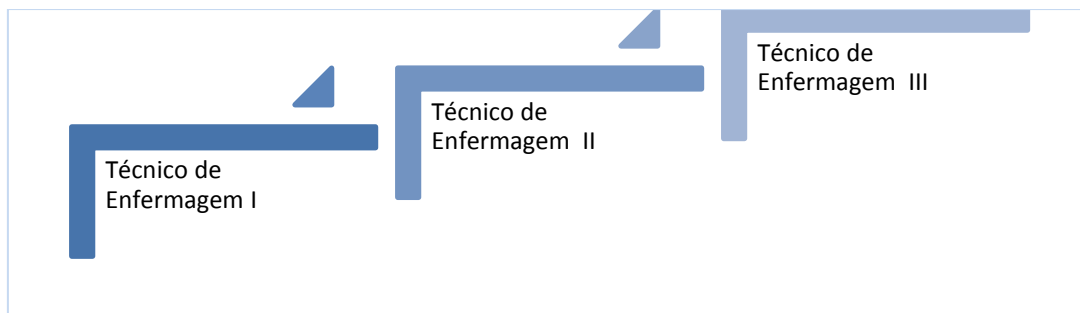 Técnico de
Enfermagem I
Técnico de
Enfermagem  II
Técnico de
Enfermagem  III